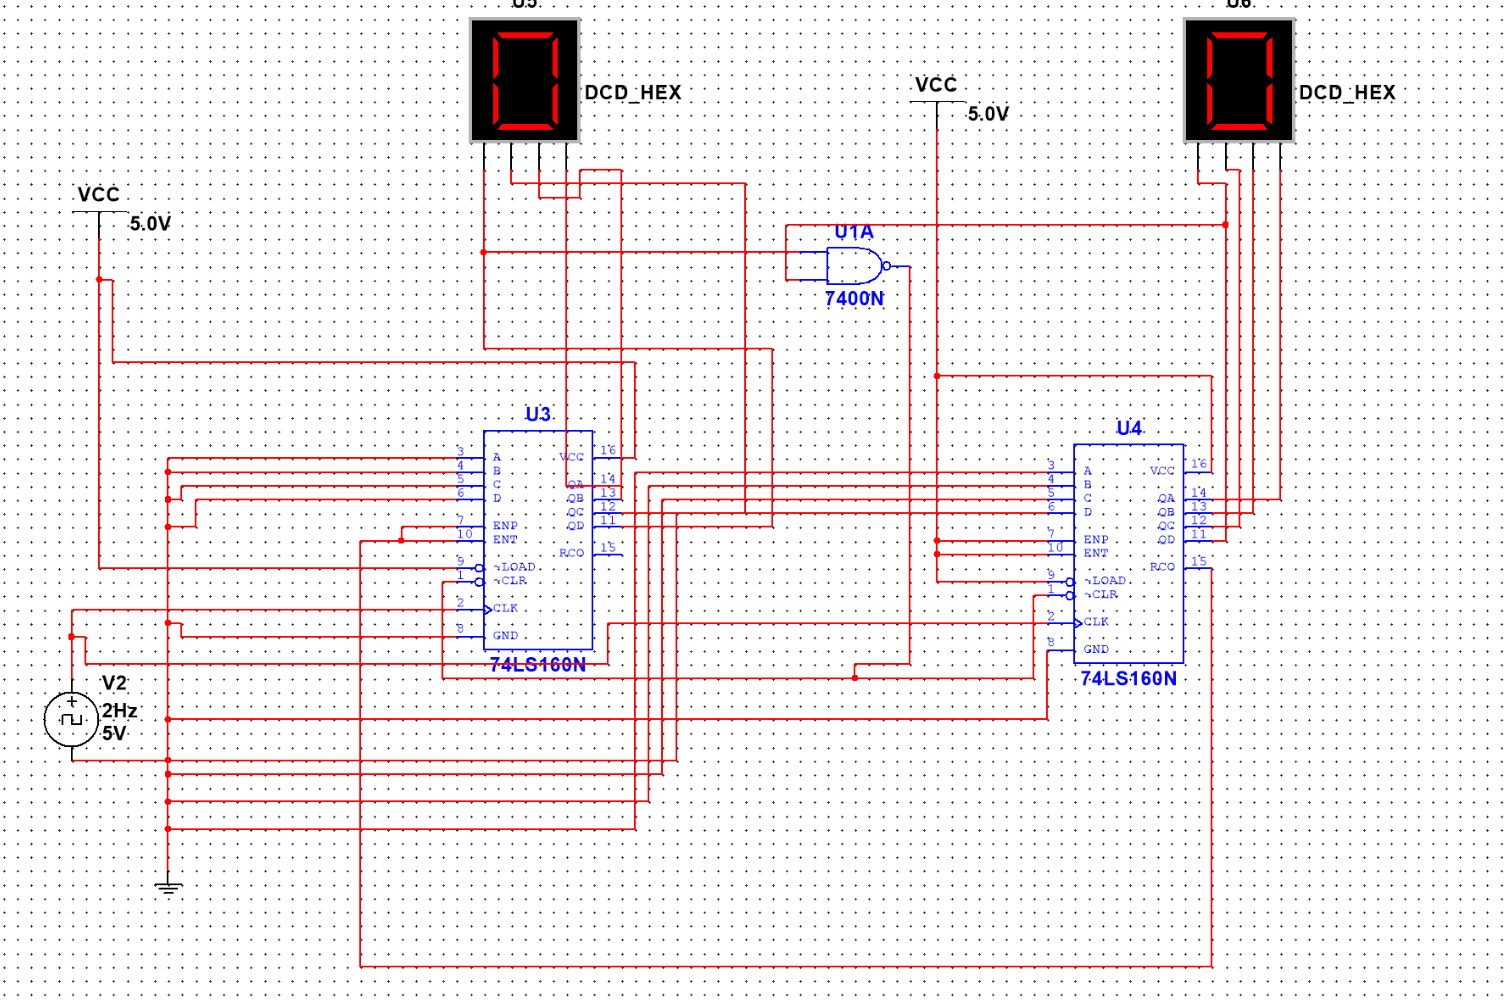 U5
U6
DCD_HEX
VCC
5.0V
DCD_HEX
VCC
5.0V
U1A
7400N
U3
3 A VCC 16
4 B
5 C QA 14
6 D QB 13
QC 12
7 ENP QD 11
10 ENT
RCO 15
9 ~LOAD
1 ~CLR
2 CLK
8 GND
74LS160N
U4
3 A VCC 16
4 B
5 C QA 14
6 D QB 13
QC 12
7 ENP QD 11
10 ENT
RCO 15
9 ~LOAD
1 ~CLR
2 CLK
8 GND
74LS160N
V2
2Hz
5V